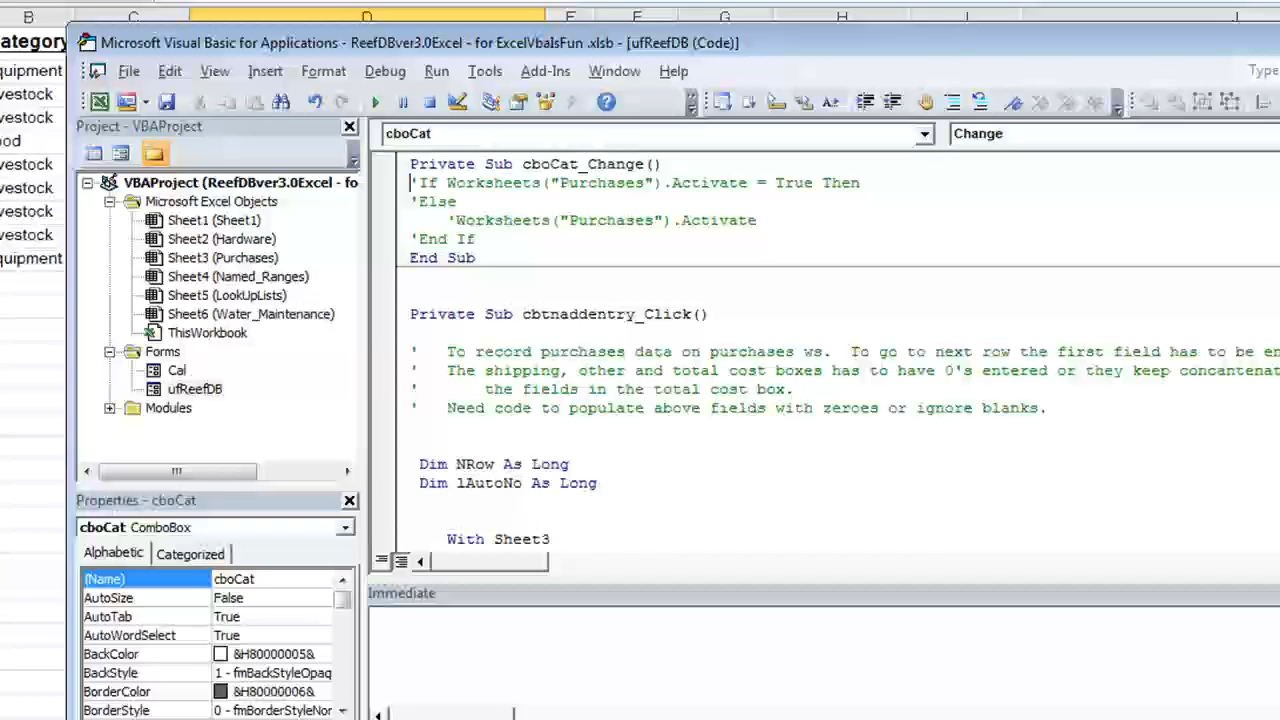 B C D E F G H I
ategory
quipment
vestock
vestock
od
vestock
vestock
vestock
vestock
quipment
Microsoft Visual Basic for Applications - ReefDBver3.0Excel - for ExcelVbaIsFun .xlsb - [ufReefDB (Code)]
File Edit View Insert Format Debug Run Tools Add-Ins Window Help
Type
Project - VBAProject
VBAProject (ReefDBver3.0Excel - fo
Microsoft Excel Objects
Sheet1 (Sheet1)
Sheet2 (Hardware)
Sheet3 (Purchases)
Sheet4 (Named_Ranges)
Sheet5 (LookUpLists)
Sheet6 (Water_Maintenance)
ThisWorkbook
Forms
Cal
ufReefDB
Modules
Properties - cboCat
cboCat ComboBox
Alphabetic Categorized
(Name) cboCat
AutoSize False
AutoTab True
AutoWordSelect True
BackColor &H80000005&
BackStyle 1 - fmBackStyleOpaq
BorderColor &H80000006&
BorderStyle 0 - fmBorderStyleNor
cboCat
Change
Private Sub cboCat_Change()
'If Worksheets("Purchases").Activate = True Then
'Else
'Worksheets("Purchases").Activate
'End If
End Sub
Private Sub cbtnaddentry_Click()
' To record purchases data on purchases ws. To go to next row the first field has to be en
' The shipping, other and total cost boxes has to have 0's entered or they keep concantenat
' the fields in the total cost box.
' Need code to populate above fields with zeroes or ignore blanks.
Dim NRow As Long
Dim lAutoNo As Long
With Sheet3
Immediate